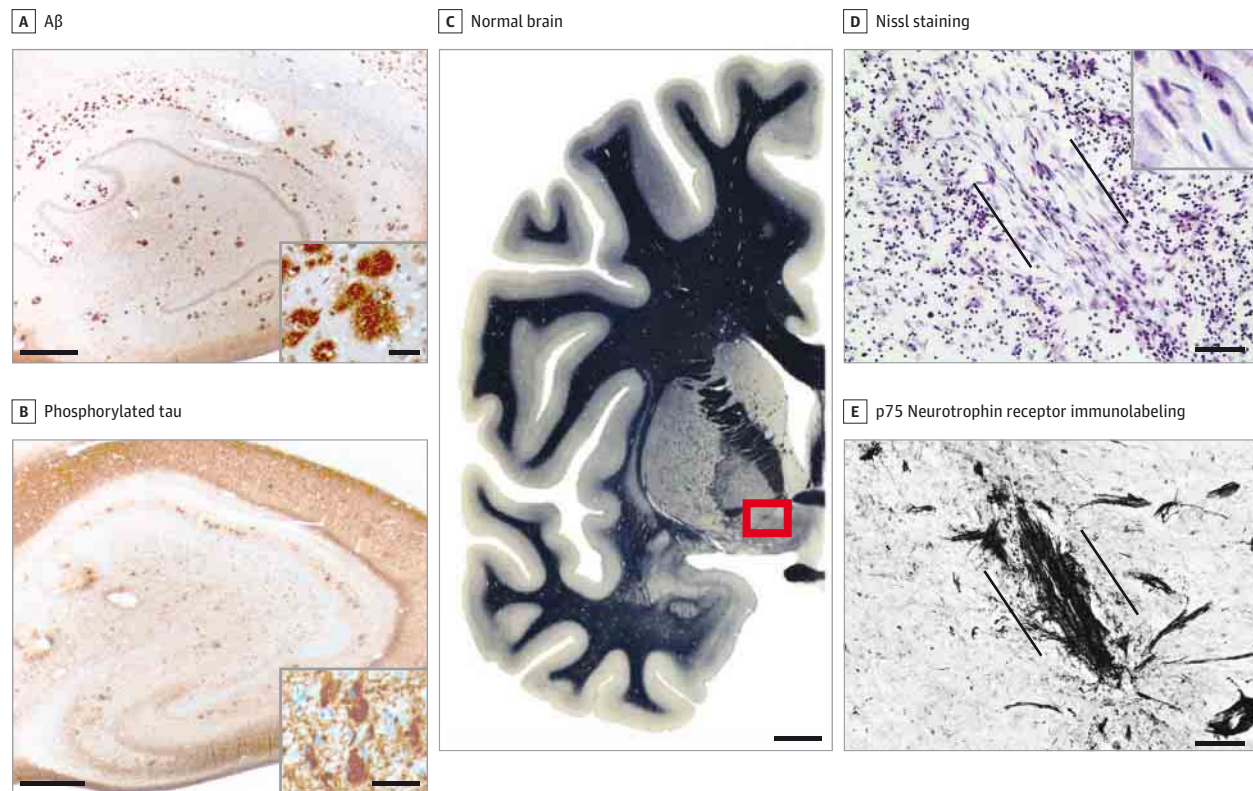 A Aβ
B Phosphorylated tau
C Normal brain
D Nissl staining
E p75 Neurotrophin receptor immunolabeling